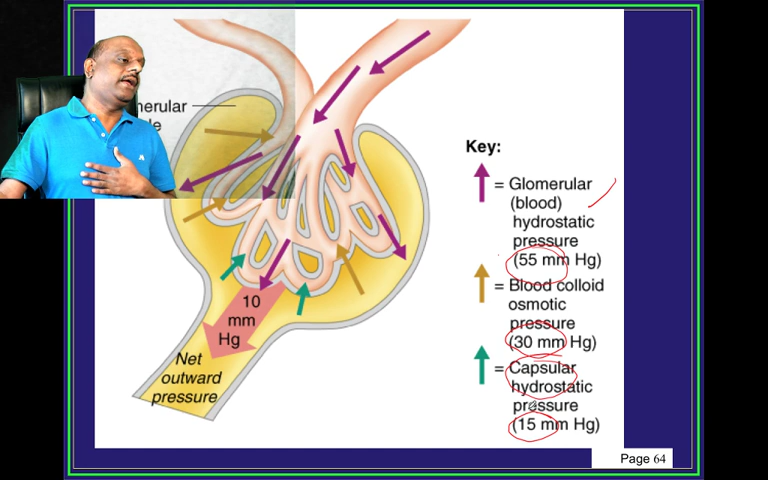 nerular
le
Key:
= Glomerular
(blood)
hydrostatic
pressure
(55 mm Hg)
= Blood colloid
osmotic
pressure
(30 mm Hg)
= Capsular
hydrostatic
pressure
(15 mm Hg)
10
mm
Hg
Net
outward
pressure
Page 64